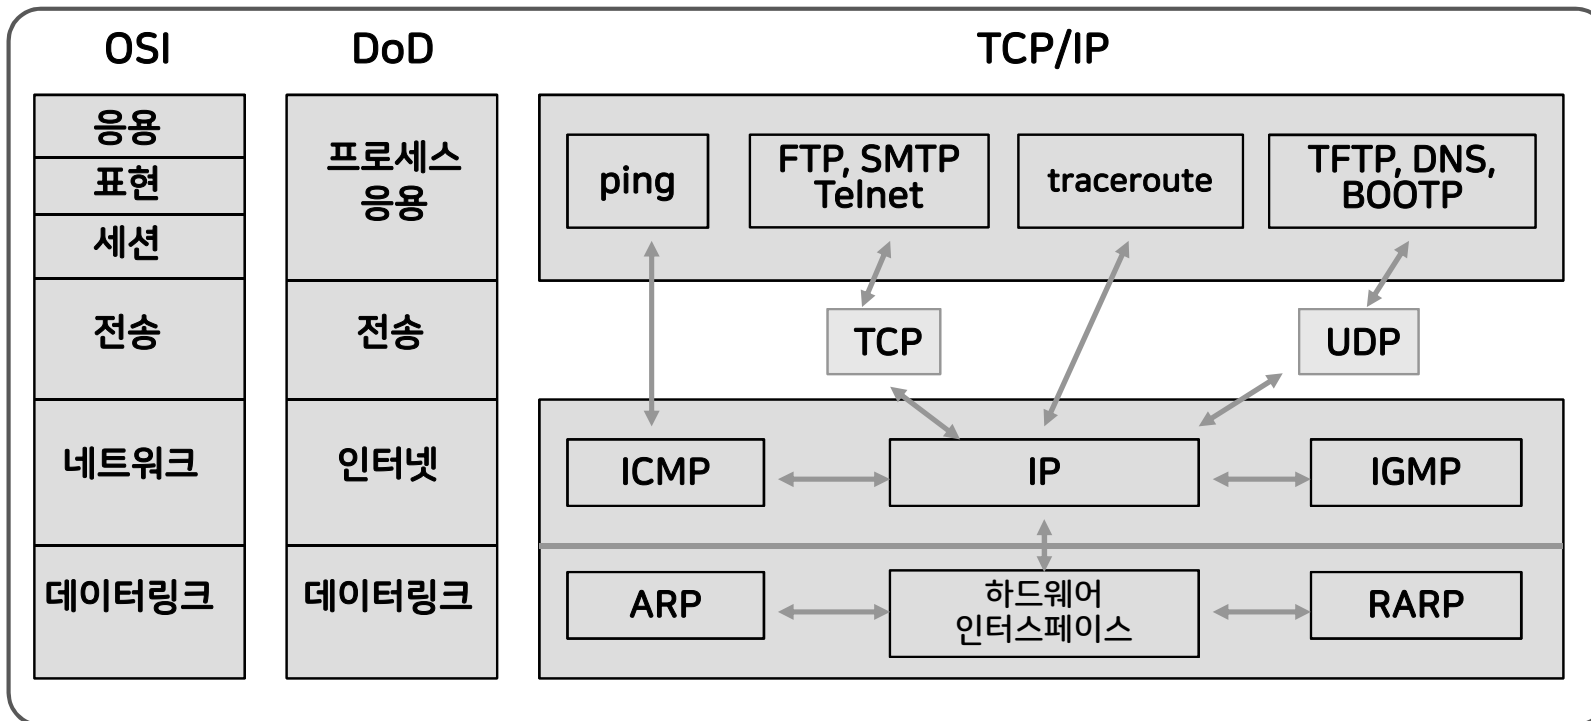 OSI
DoD
TCP/IP
응용
표현
세션
전송
네트워크
데이터링크
프로세스
응용
전송
인터넷
데이터링크
ping
FTP, SMTP
Telnet
traceroute
TFTP, DNS,
BOOTP
TCP
UDP
ICMP
IP
IGMP
ARP
하드웨어
인터스페이스
RARP